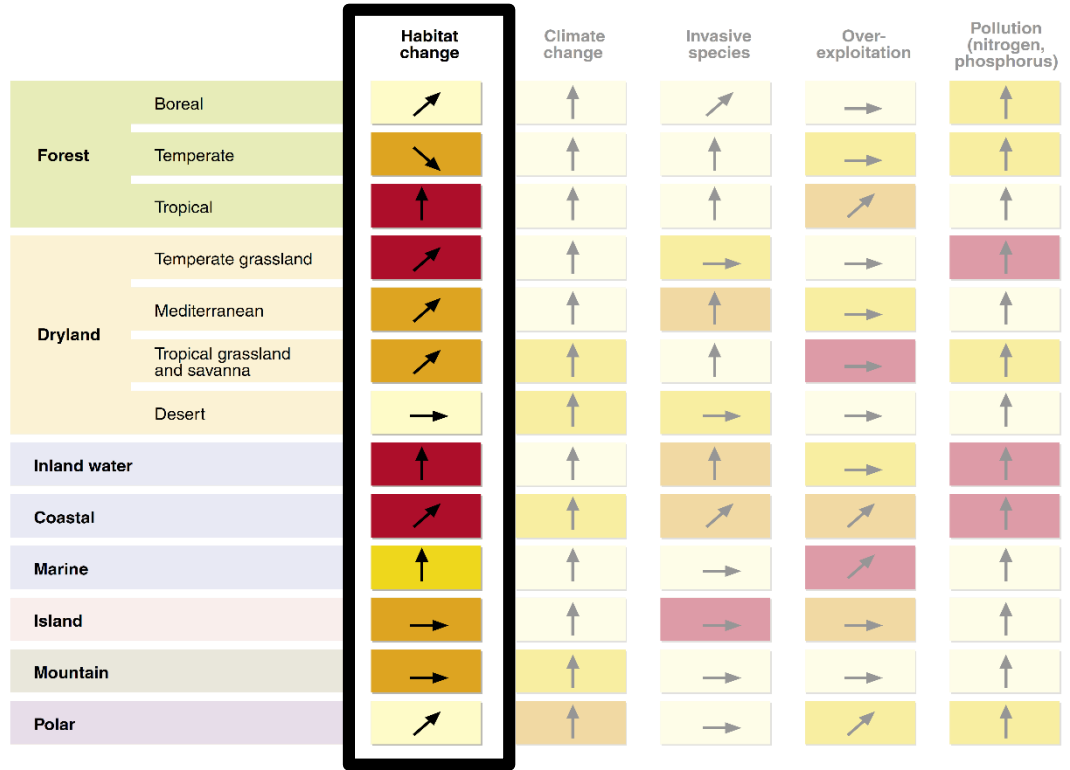 Habitat
change
Climate
change
Invasive
species
Over-
exploitation
Pollution
(nitrogen,
phosphorus)
Forest
Boreal
Temperate
Tropical
Dryland
Temperate grassland
Mediterranean
Tropical grassland
and savanna
Desert
Inland water
Coastal
Marine
Island
Mountain
Polar